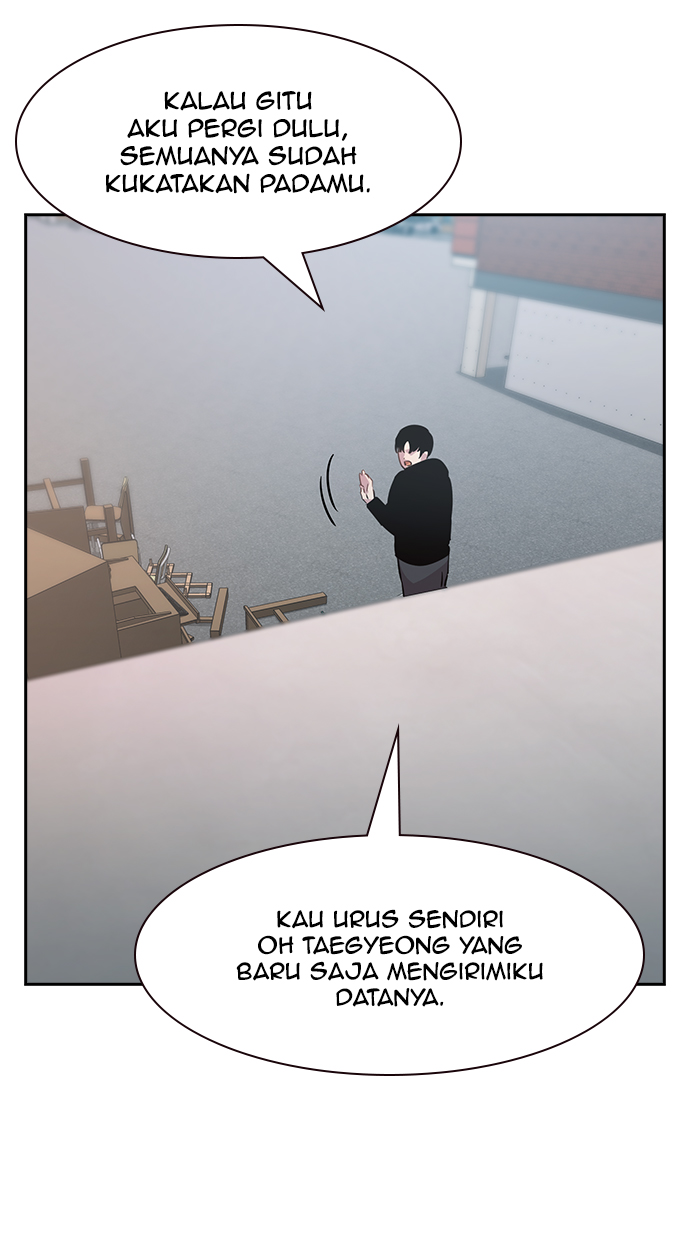 KALAU GITU
AKU PERGI DULU,
SEMUANYA SUDAH
KUKATAKAN PADAMU.
KAU URUS SENDIRI
OH TAEGYEONG YANG
BARU SAJA MENGIRIMIKU
DATANYA.